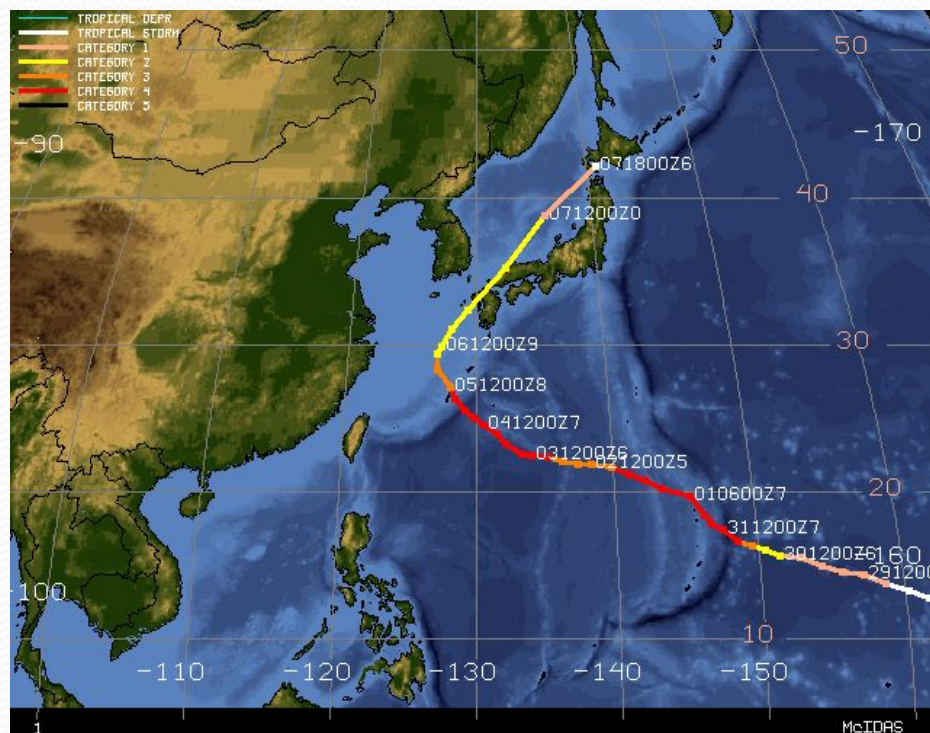 TROPICAL DEPR
TROPICAL STORM
CATEGORY 1
CATEGORY 2
CATEGORY 3
CATEGORY 4
CATEGORY 5
50
-90
-170
071800Z6
40
071200Z0
30
061200Z9
051200Z8
041200Z7
031200Z6
021200Z5
20
010600Z7
311200Z7
301200Z6
-160
291200
-100
10
-110
-120
-130
-140
-150
1
McIDAS